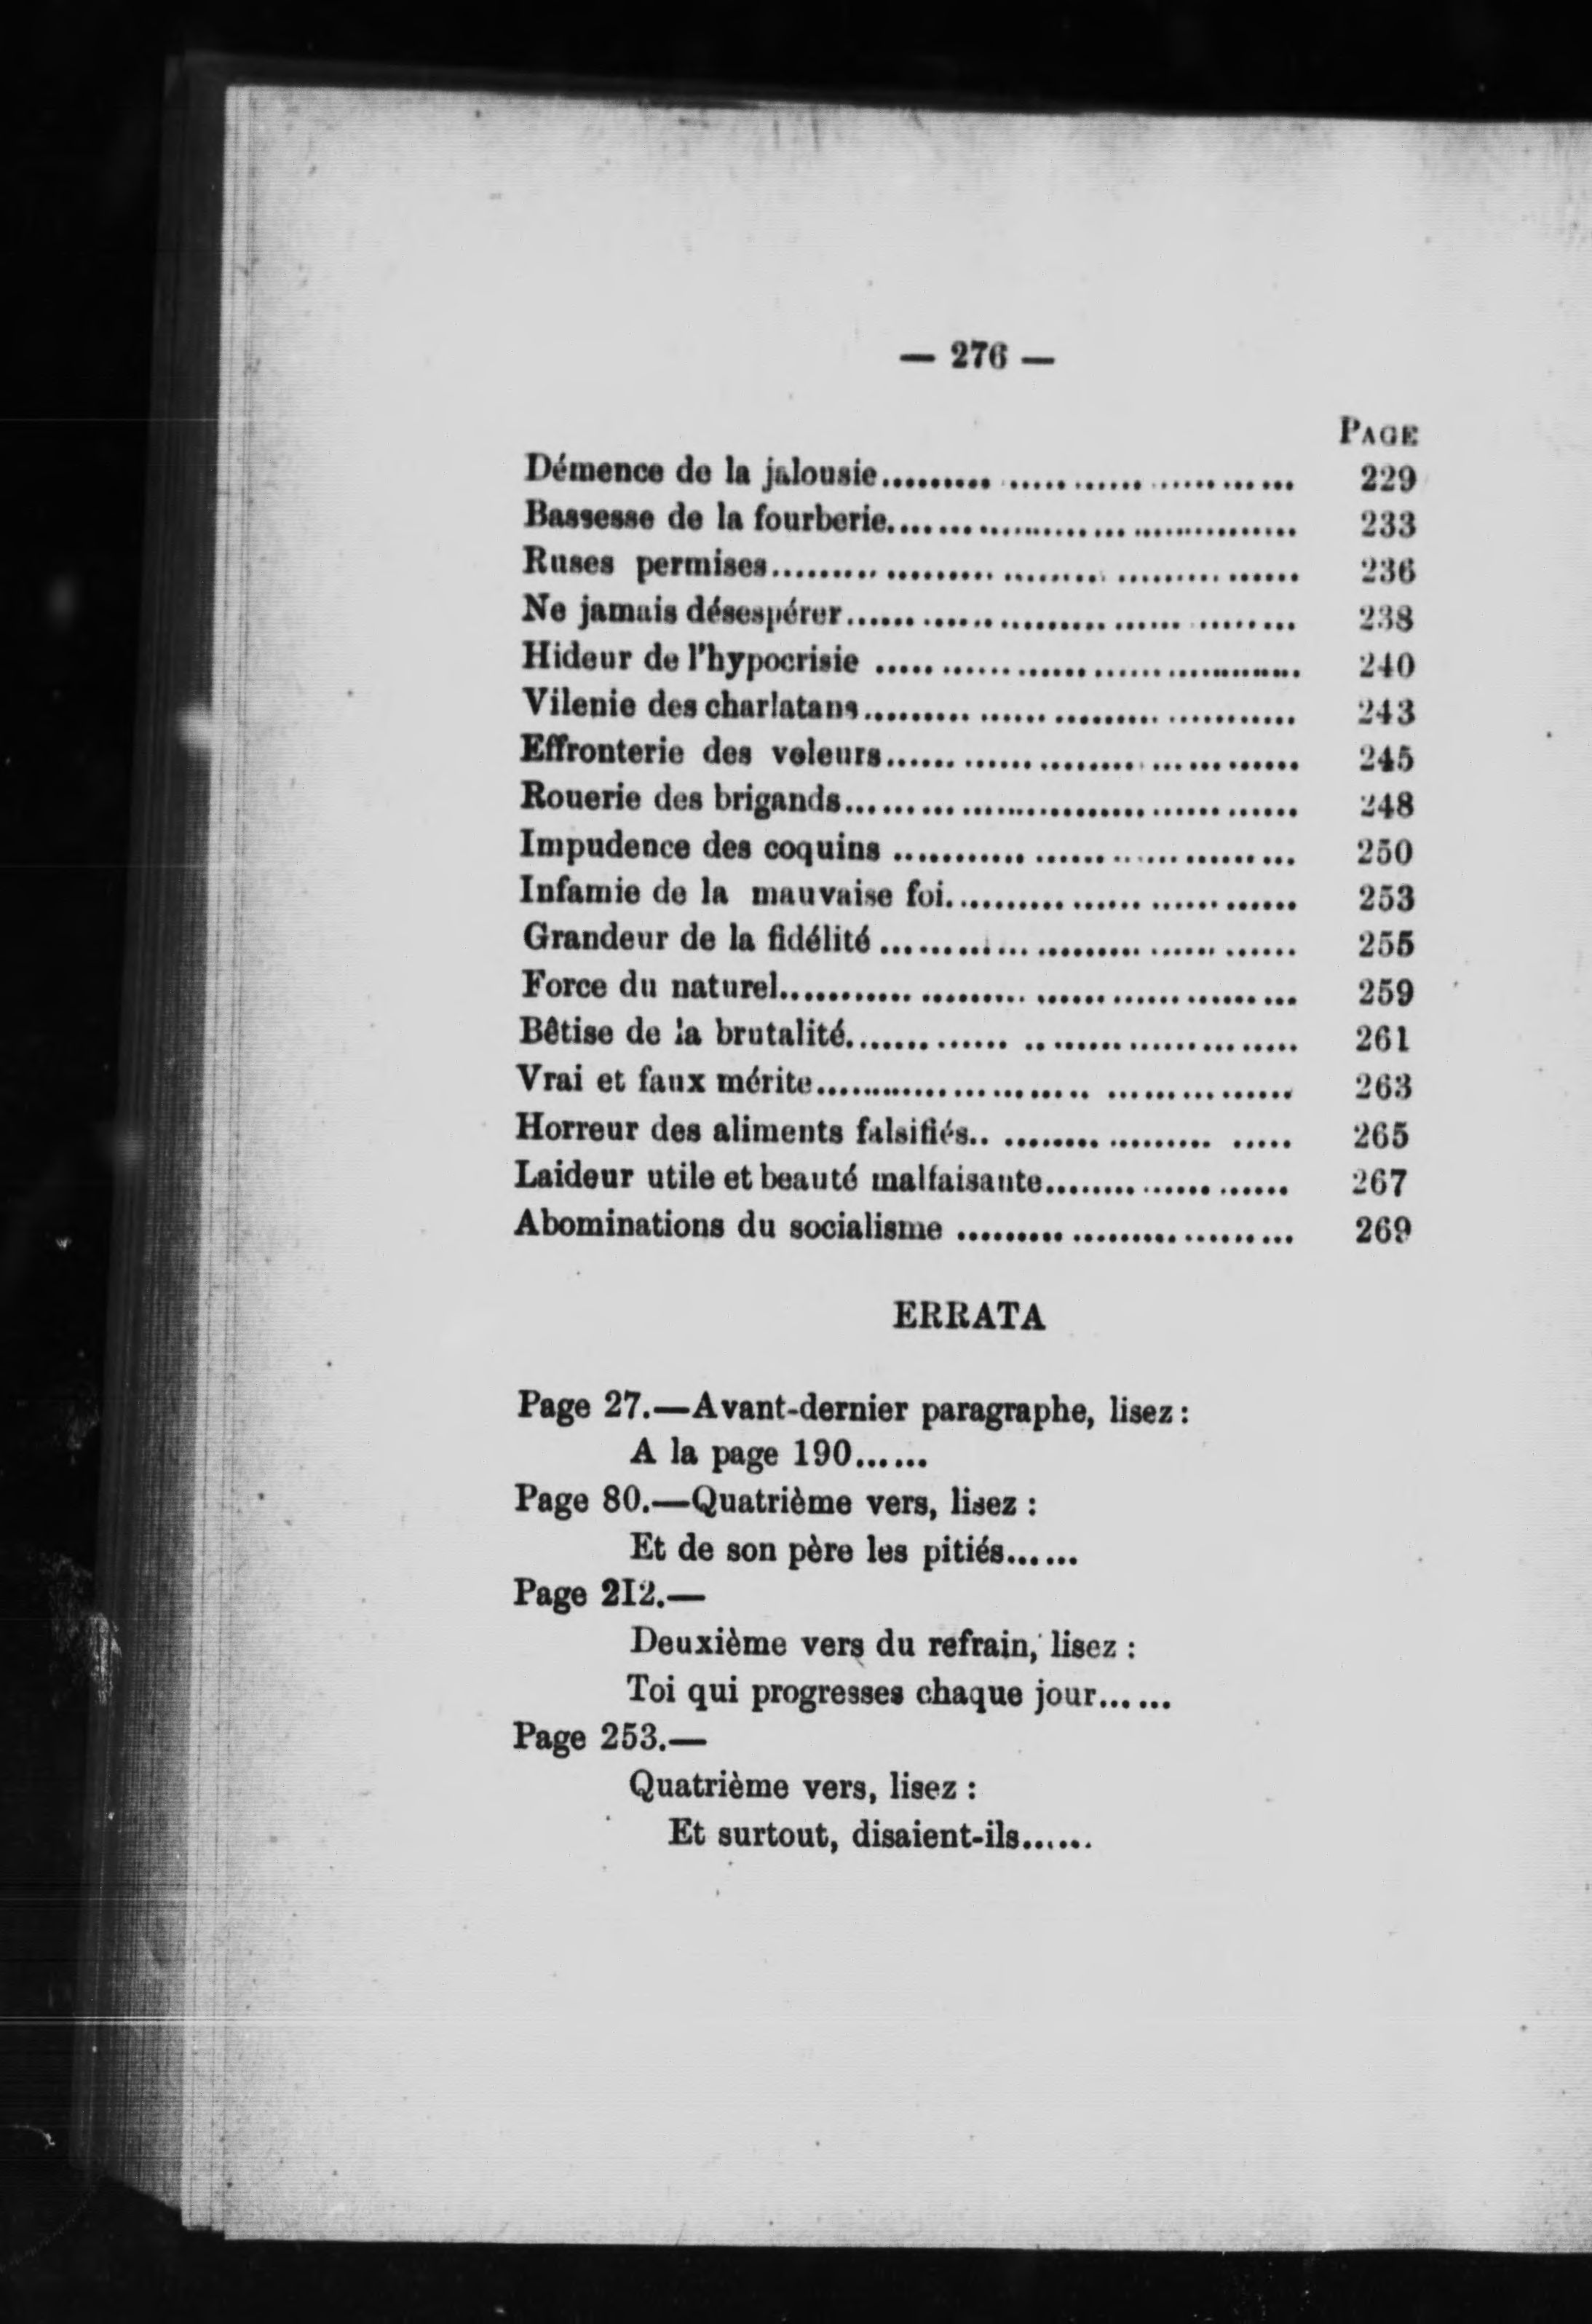 — 276 —
PAGE
Démence de la jalousie.................................. 229
Bassesse de la fourberie.................................. 233
Ruses permises.................................. 236
Ne jamais désespérer.................................. 238
Hideur de l'hypocrisie .................................. 240
Vilenie des charlatans.................................. 243
Effronterie des voleurs.................................. 245
Rouerie des brigands.................................. 248
Impudence des coquins .................................. 250
Infamie de la mauvaise foi.................................. 253
Grandeur de la fidélité .................................. 255
Force du naturel.................................. 259
Bêtise de la brutalité.................................. 261
Vrai et faux mérite.................................. 263
Horreur des aliments falsifiés.................................. 265
Laideur utile et beauté malfaisante.................... 267
Abominations du socialisme ........................... 269
ERRATA
Page 27.—Avant-dernier paragraphe, lisez :
A la page 190......
Page 80.—Quatrième vers, lisez :
Et de son père les pitiés......
Page 2I2.—
Deuxième vers du refrain, lisez :
Toi qui progresses chaque jour......
Page 253.—
Quatrième vers, lisez :
Et surtout, disaient-ils......